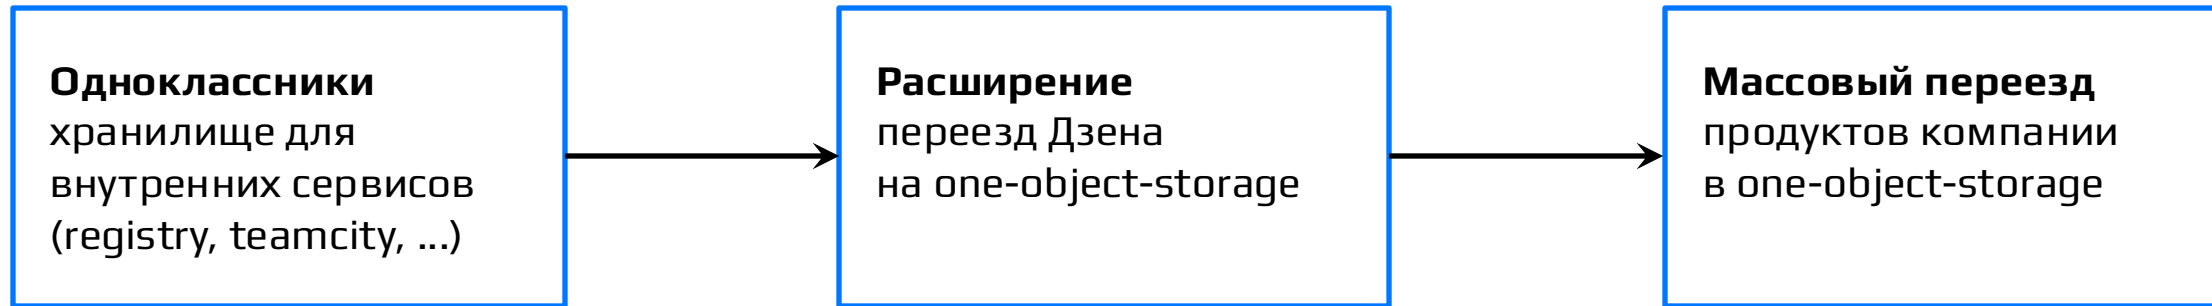 Одноклассники
хранилище для
внутренних сервисов
(registry, teamcity, ...)
Расширение
переезд Дзена
на one-object-storage
Массовый переезд
продуктов компании
в one-object-storage